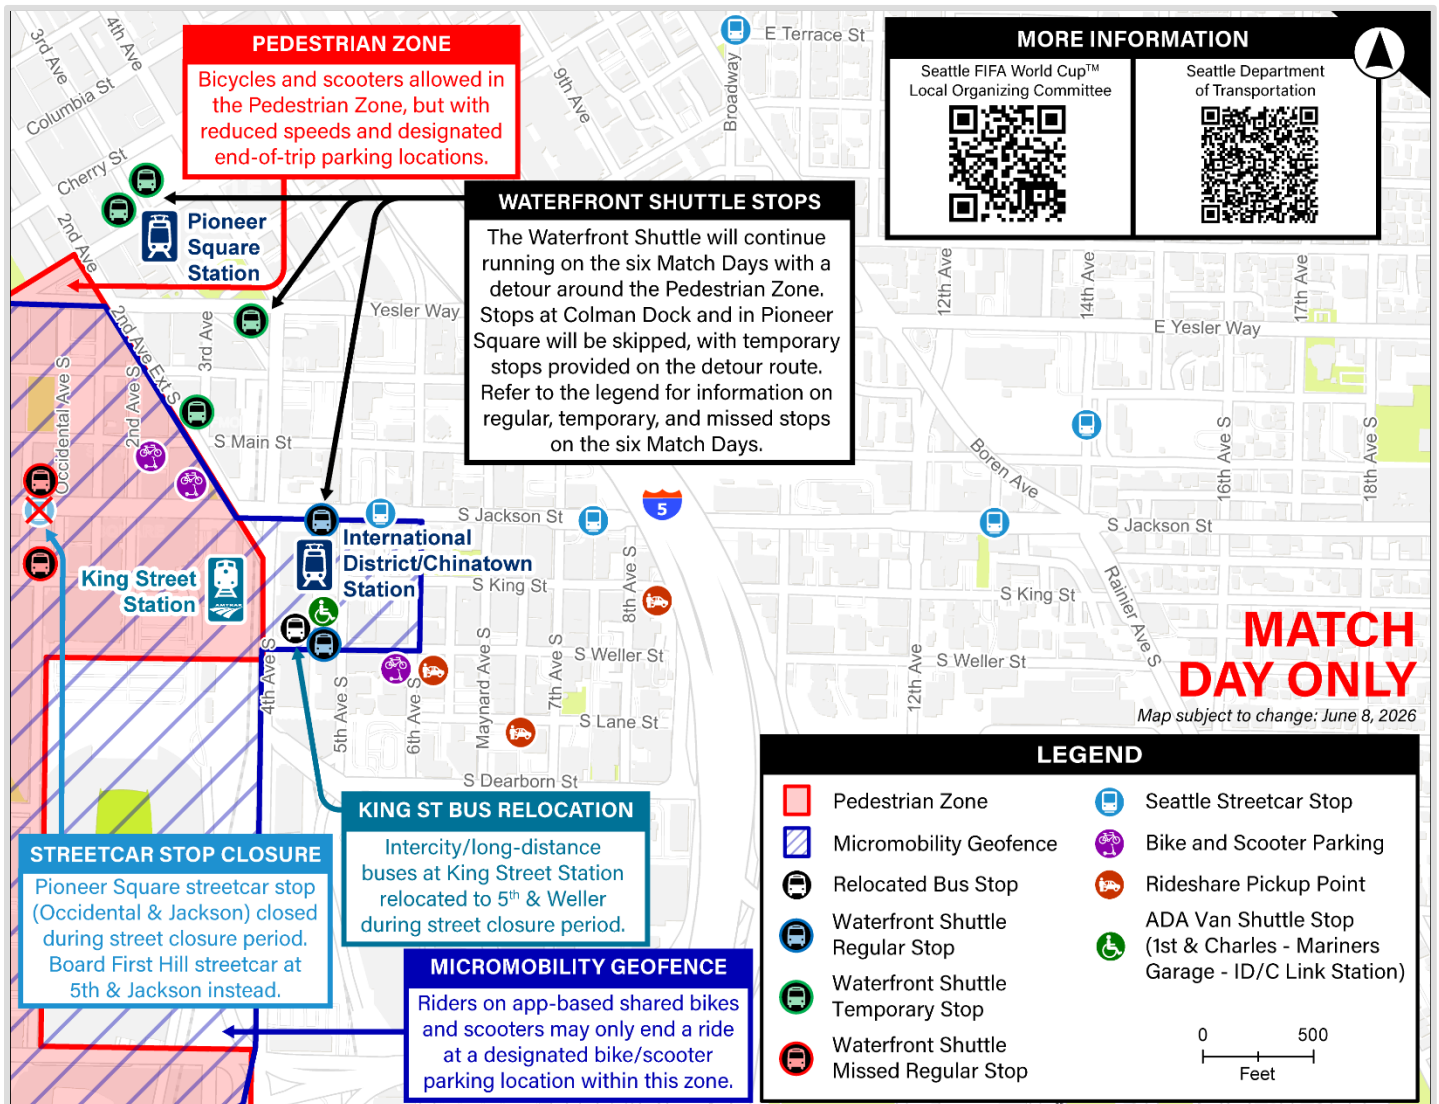 PEDESTRIAN ZONE
Bicycles and scooters allowed in
the Pedestrian Zone, but with
reduced speeds and designated
end-of-trip parking locations.
MORE INFORMATION
Seattle FIFA World Cup™
Local Organizing Committee
Seattle Department
of Transportation
WATERFRONT SHUTTLE STOPS
The Waterfront Shuttle will continue
running on the six Match Days with a
detour around the Pedestrian Zone.
Stops at Colman Dock and in Pioneer
Square will be skipped, with temporary
stops provided on the detour route.
Refer to the legend for information on
regular, temporary, and missed stops
on the six Match Days.
3rd Ave
4th Ave
Columbia St
Cherry St
2nd Ave
9th Ave
Broadway
E Terrace St
Pioneer
Square
Station
Yesler Way
E Yesler Way
12th Ave
14th Ave
17th Ave
2nd Ave Ext S
3rd Ave
Occidental Ave S
2nd Ave S
S Main St
Boren Ave
16th Ave S
18th Ave S
S Jackson St
5
S Jackson St
International
District/Chinatown
Station
King Street
Station
AMTRAK
S King St
8th Ave S
S King St
Rainier Ave S
4th Ave S
5th Ave S
6th Ave S
Maynard Ave S
7th Ave S
S Weller St
12th Ave
S Weller St
S Lane St
S Dearborn St
MATCH
DAY ONLY
Map subject to change: June 8, 2026
STREETCAR STOP CLOSURE
Pioneer Square streetcar stop
(Occidental & Jackson) closed
during street closure period.
Board First Hill streetcar at
5th & Jackson instead.
KING ST BUS RELOCATION
Intercity/long-distance
buses at King Street Station
relocated to 5th & Weller
during street closure period.
MICROMOBILITY GEOFENCE
Riders on app-based shared bikes
and scooters may only end a ride
at a designated bike/scooter
parking location within this zone.
LEGEND
Pedestrian Zone
Micromobility Geofence
Relocated Bus Stop
Waterfront Shuttle
Regular Stop
Waterfront Shuttle
Temporary Stop
Waterfront Shuttle
Missed Regular Stop
Seattle Streetcar Stop
Bike and Scooter Parking
Rideshare Pickup Point
ADA Van Shuttle Stop
(1st & Charles - Mariners
Garage - ID/C Link Station)
0 500
Feet